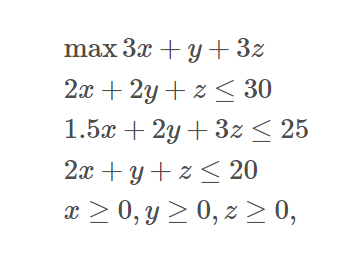 max 3x + y + 3z
2x + 2y + z ≤ 30
1.5x + 2y + 3z ≤ 25
2x + y + z ≤ 20
x ≥ 0, y ≥ 0, z ≥ 0,